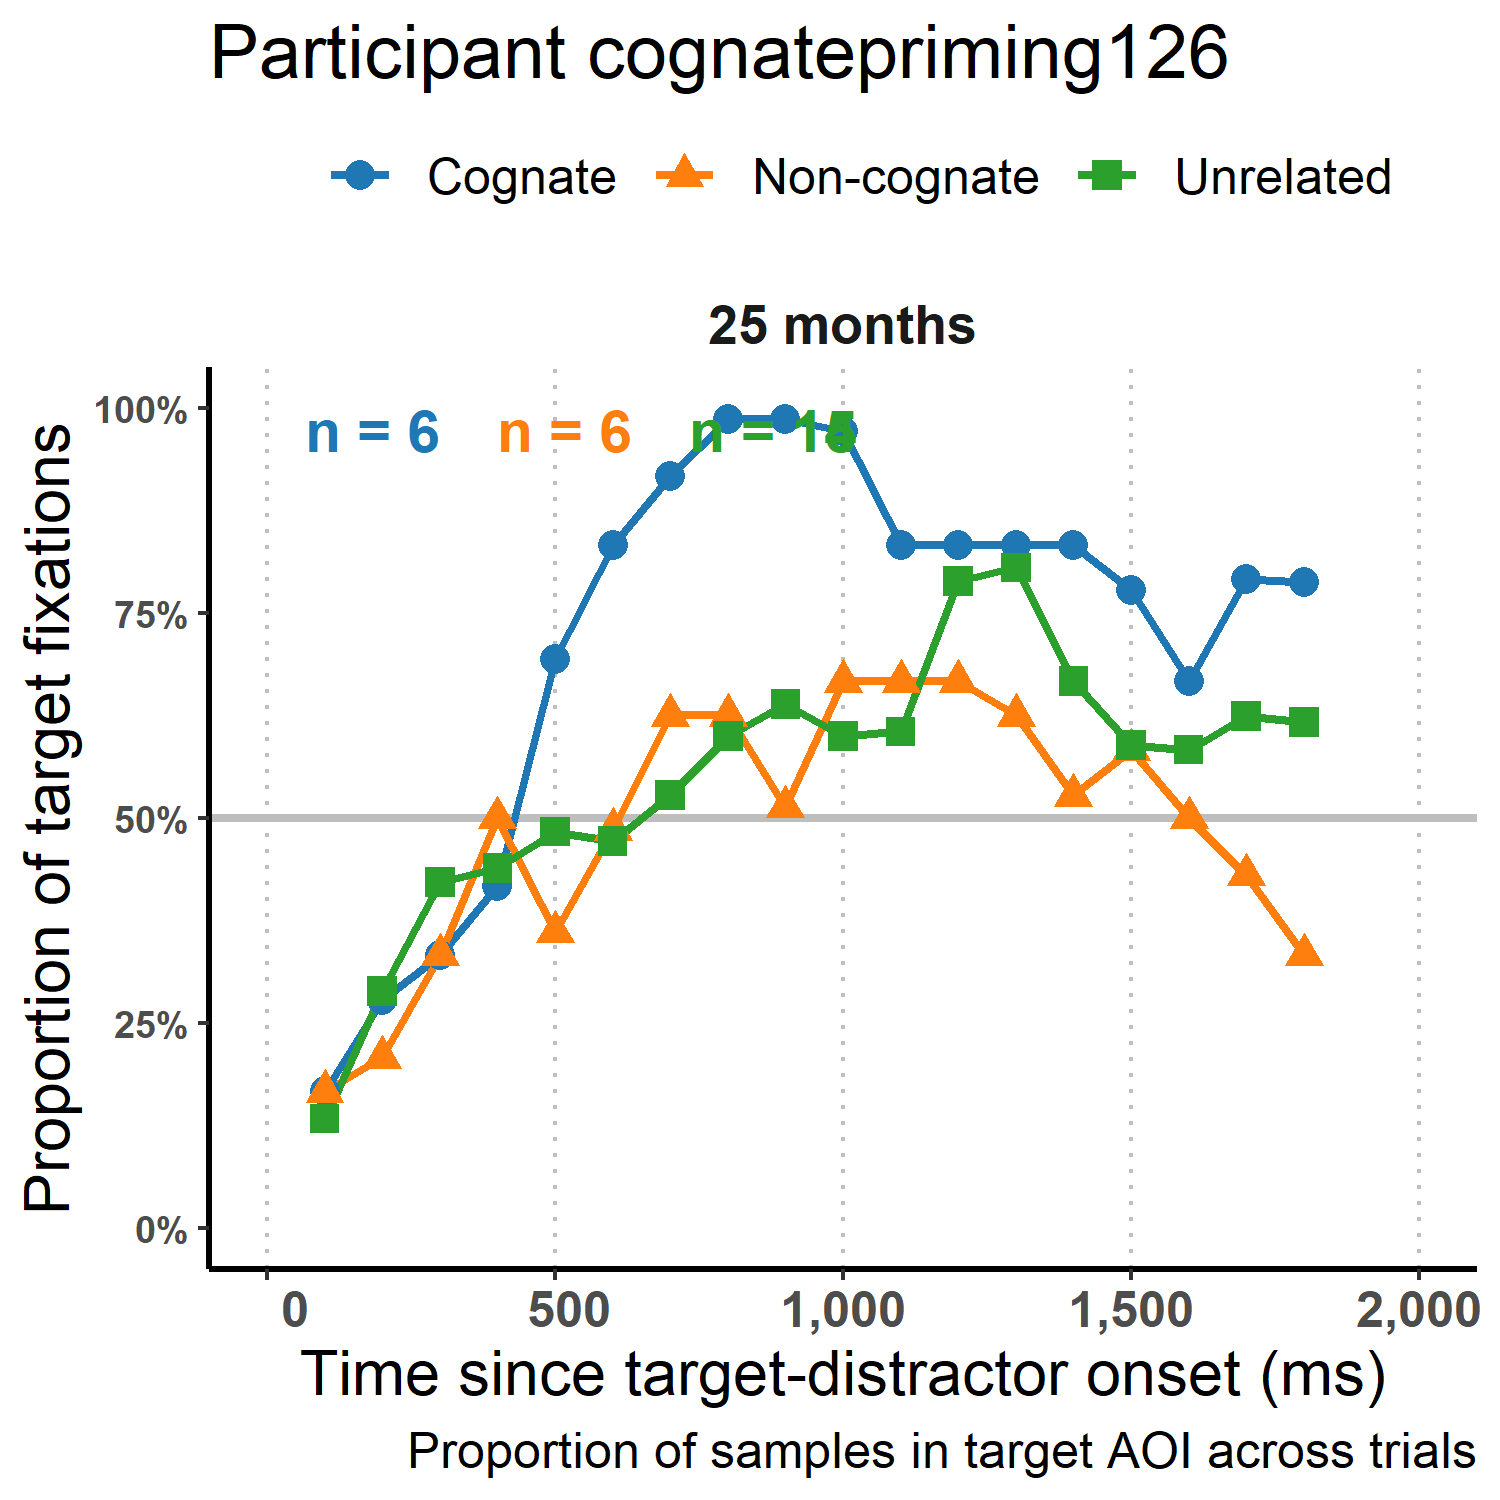 Participant cognatepriming126
Cognate Non-cognate Unrelated
25 months
n = 6 n = 6 n =
100%
75%
50%
25%
0%
Proportion of target fixations
0 500 1,000 1,500 2,000
Time since target-distractor onset (ms)
Proportion of samples in target AOI across trials